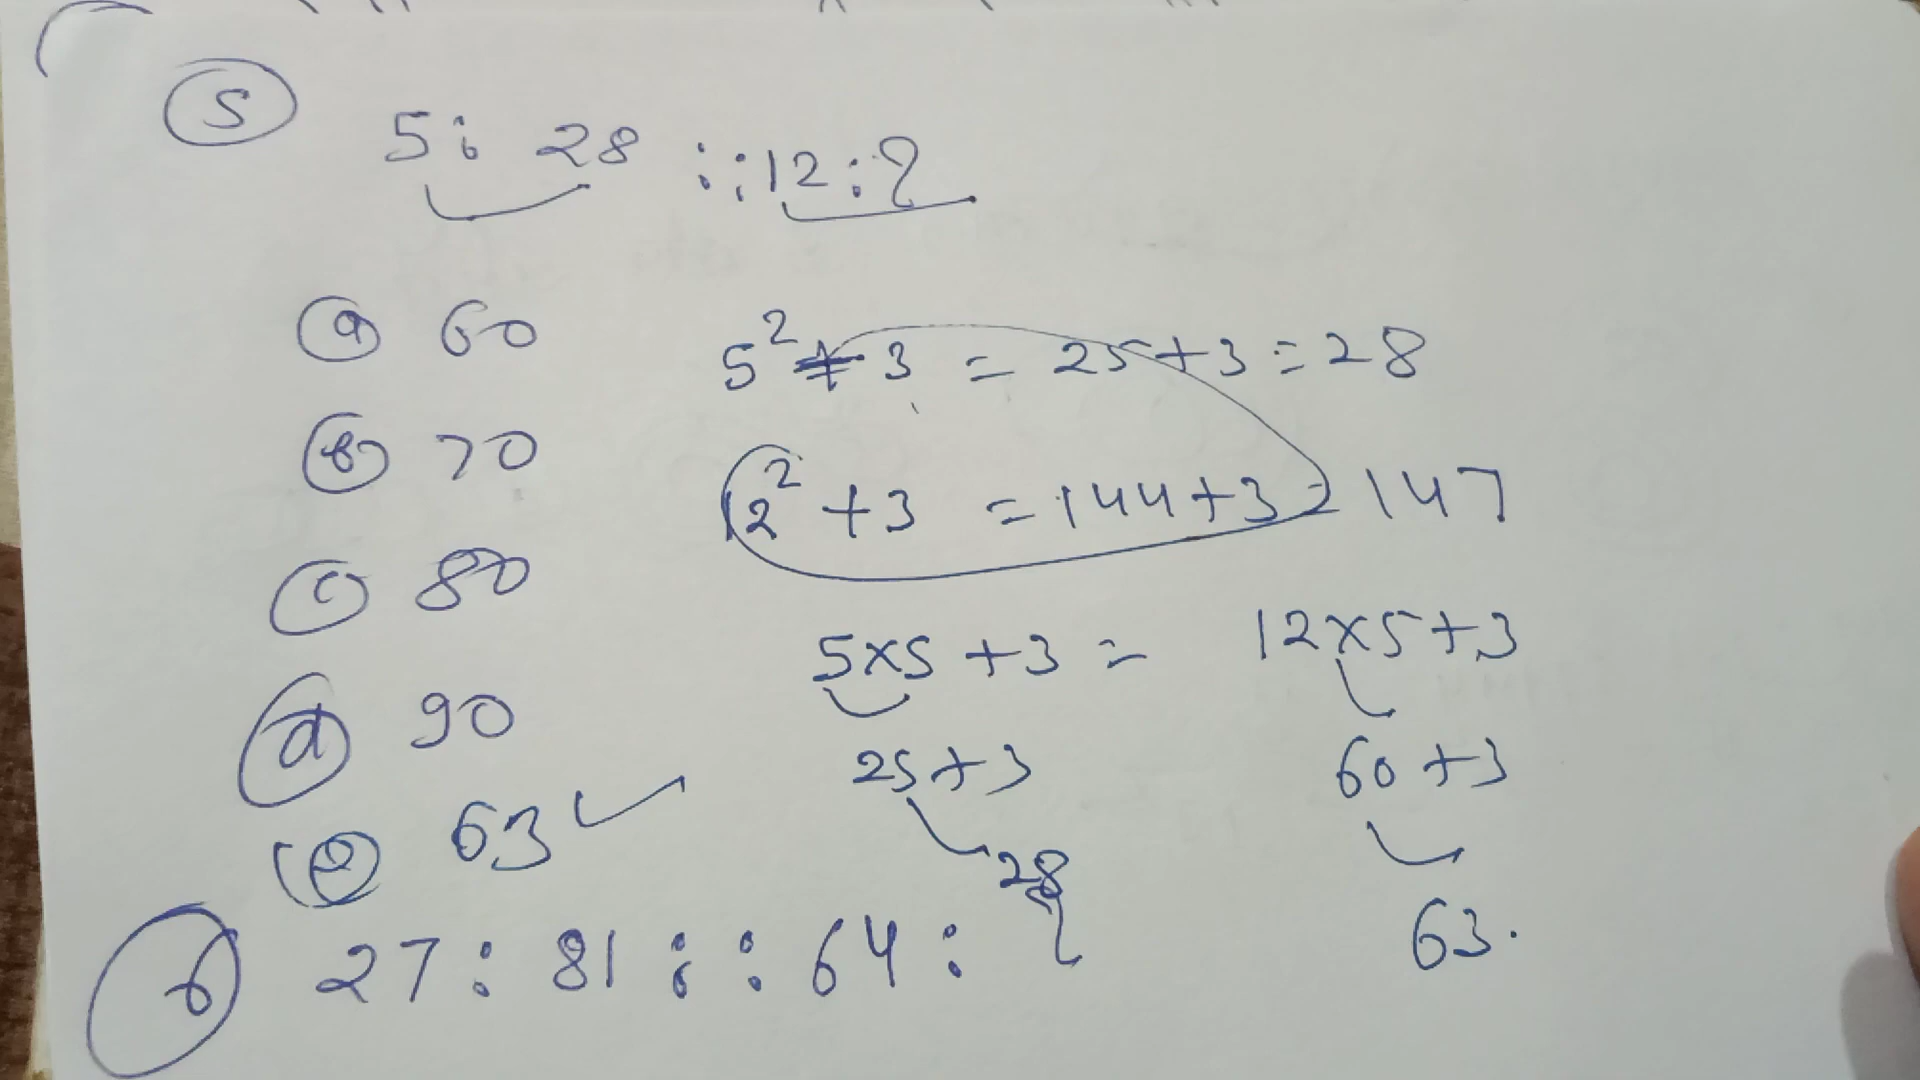 5
5 : 28 :: 12 : ?
a 60
b 70
c 80
d 90
e 63 ✓
5² + 3 = 25 + 3 = 28
12² + 3 = 144 + 3 = 147
5×5 + 3 = 12×5 + 3
25 + 3 60 + 3
28 63.
6 27 : 81 :: 64 : ?